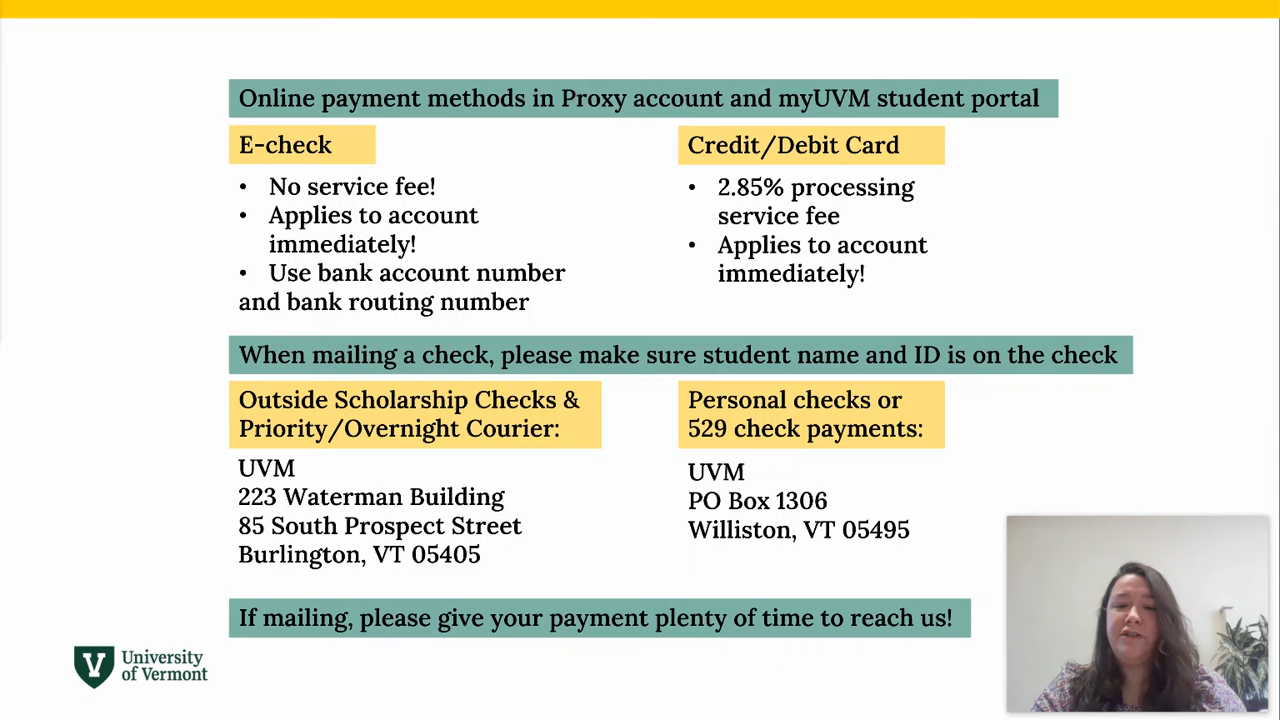 Online payment methods in Proxy account and myUVM student portal
E-check
• No service fee!
• Applies to account
immediately!
• Use bank account number
and bank routing number
Credit/Debit Card
• 2.85% processing
service fee
• Applies to account
immediately!
When mailing a check, please make sure student name and ID is on the check
Outside Scholarship Checks &
Priority/Overnight Courier:
UVM
223 Waterman Building
85 South Prospect Street
Burlington, VT 05405
Personal checks or
529 check payments:
UVM
PO Box 1306
Williston, VT 05495
If mailing, please give your payment plenty of time to reach us!
V
University
of Vermont